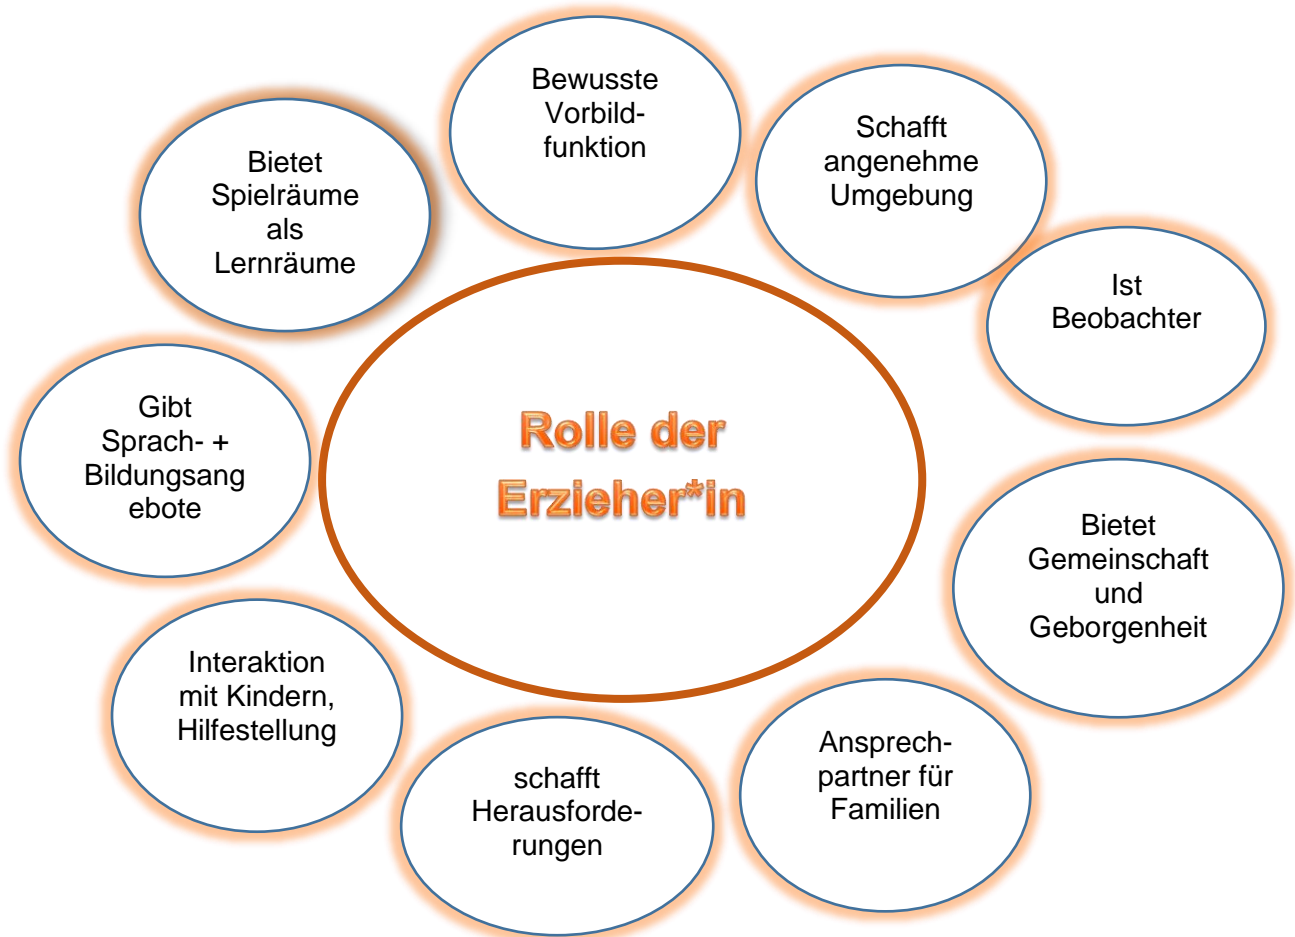 Bewusste
Vorbild-
funktion
Schafft
angenehme
Umgebung
Bietet
Spielräume
als
Lernräume
Ist
Beobachter
Gibt
Sprach- +
Bildungsang
ebote
Rolle der
Erzieher*in
Bietet
Gemeinschaft
und
Geborgenheit
Interaktion
mit Kindern,
Hilfestellung
schafft
Herausforde-
rungen
Ansprech-
partner für
Familien